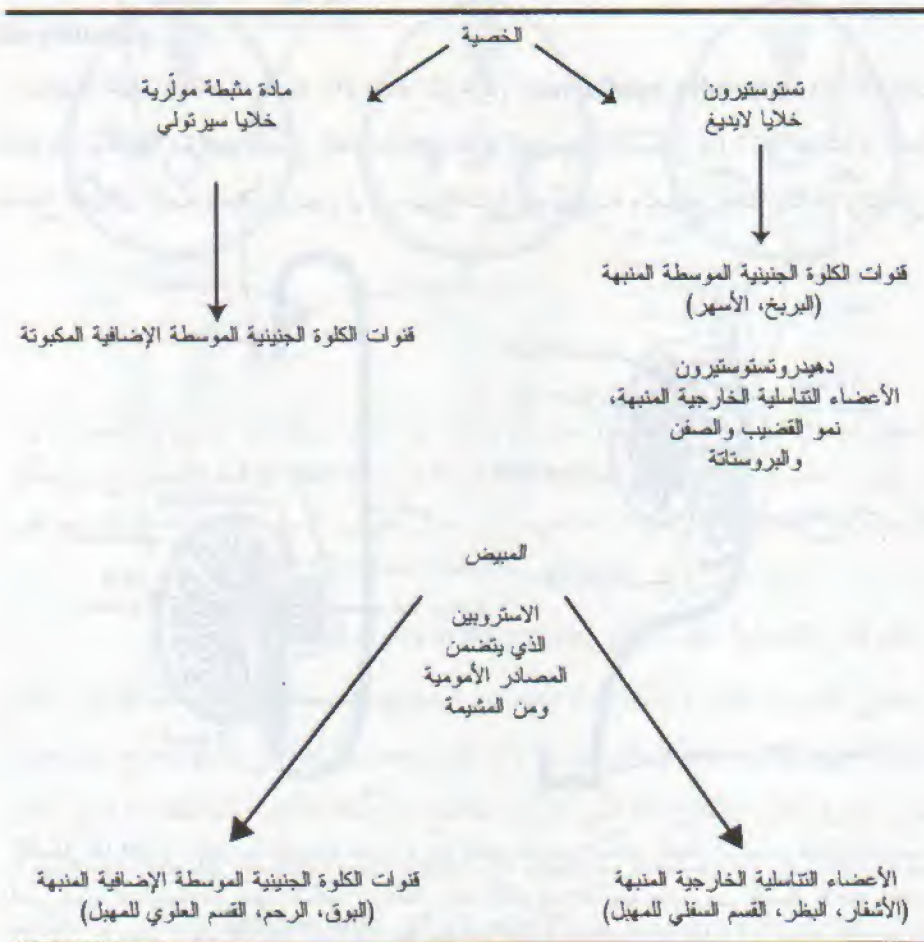 الخصية
تستوستيرون
خلايا لايديغ
مادة مثبطة مولّرية
خلايا سيرتولي
قنوات الكلوة الجنينية الموسطة المنبهة
(البربخ، الأسهر)
قنوات الكلوة الجنينية الموسطة الإضافية المكبوتة
دهيدروتستوستيرون
الأعضاء التناسلية الخارجية المنبهة،
نمو القضيب والصفن
والبروستاتة
المبيض
الاستروبين
الذي يتضمن
المصادر الأمومية
ومن المشيمة
الأعضاء التناسلية الخارجية المنبهة
(الأشفار، البظر، القسم السفلي للمهبل)
قنوات الكلوة الجنينية الموسطة الإضافية المنبهة
(البوق، الرحم، القسم العلوي للمهبل)